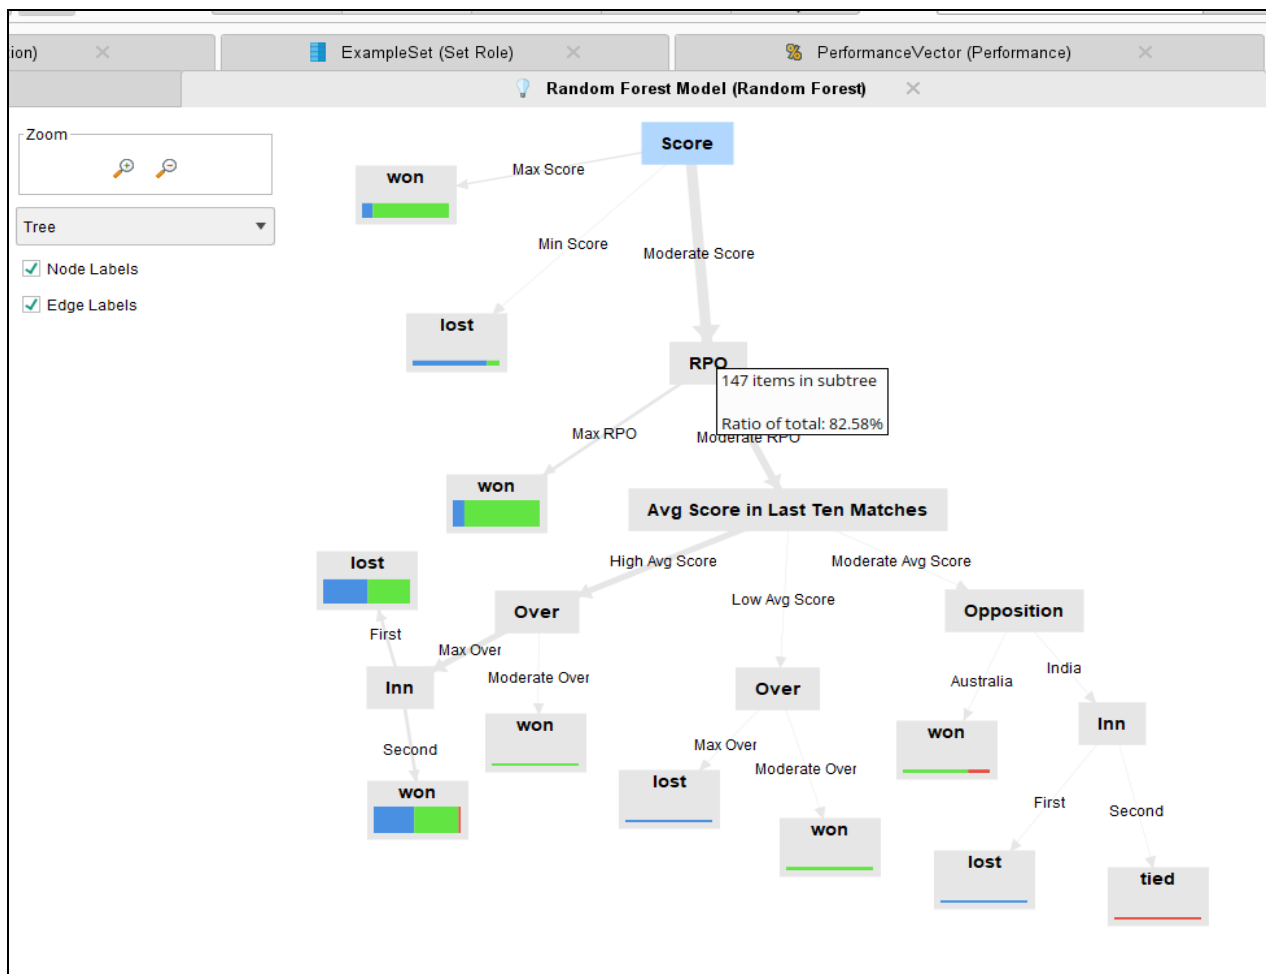 ion)
ExampleSet (Set Role)
PerformanceVector (Performance)
Random Forest Model (Random Forest)
Zoom
Tree
Node Labels
Edge Labels
Score
Max Score
won
Min Score
Moderate Score
lost
RPO
147 items in subtree
Ratio of total: 82.58%
Max RPO
Moderate RPO
won
Avg Score in Last Ten Matches
lost
High Avg Score
Moderate Avg Score
Low Avg Score
Over
Opposition
First
Max Over
Inn
Moderate Over
Over
Australia
India
won
Second
Max Over
won
Inn
Moderate Over
lost
won
First
Second
won
lost
tied